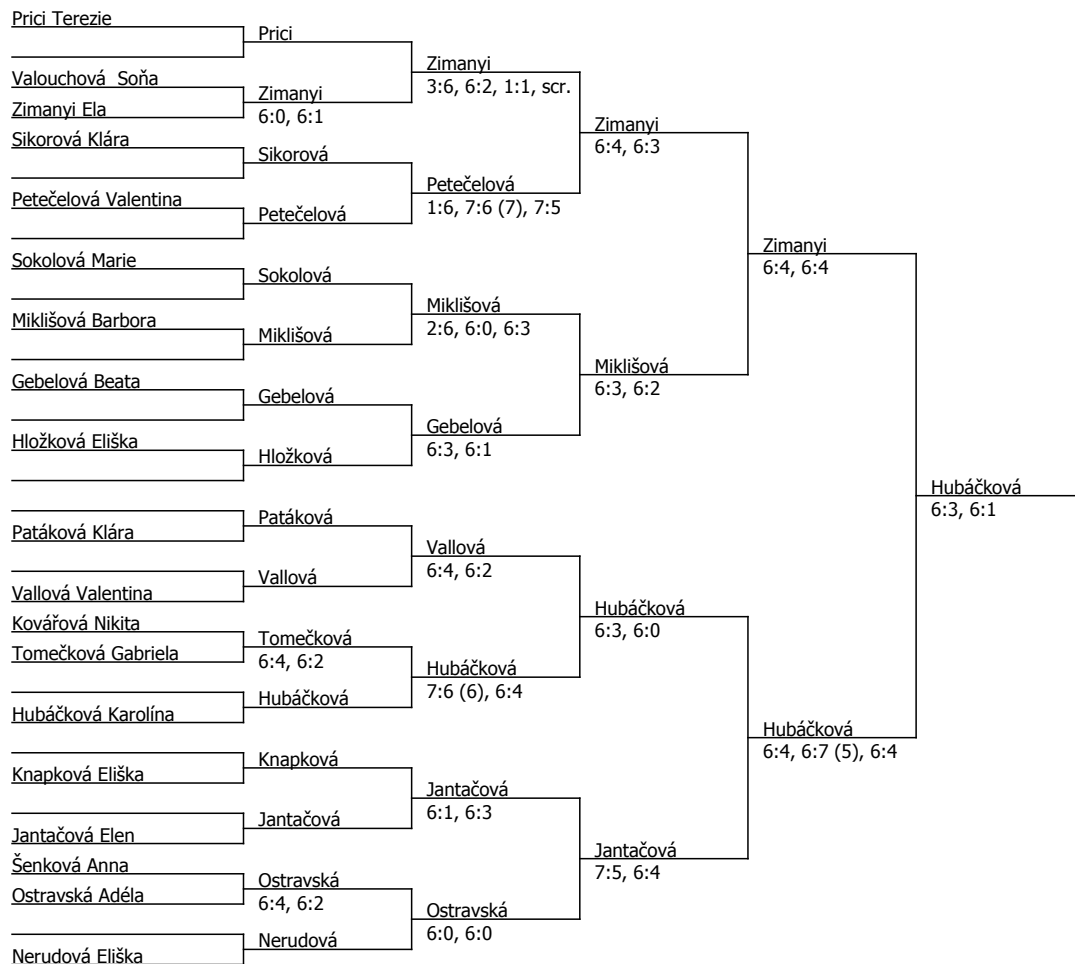 Prici Terezie
Valouchová  Soňa
Zimanyi Ela
Sikorová Klára
Petečelová Valentina
Sokolová Marie
Miklišová Barbora
Gebelová Beata
Hložková Eliška
Patáková Klára
Vallová Valentina
Kovářová Nikita
Tomečková Gabriela
Hubáčková Karolína
Knapková Eliška
Jantačová Elen
Šenková Anna
Ostravská Adéla
Nerudová Eliška
Prici
Zimanyi
6:0, 6:1
Sikorová
Petečelová
Sokolová
Miklišová
Gebelová
Hložková
Patáková
Vallová
Tomečková
6:4, 6:2
Hubáčková
Knapková
Jantačová
Ostravská
6:4, 6:2
Nerudová
Zimanyi
3:6, 6:2, 1:1, scr.
Petečelová
1:6, 7:6 (7), 7:5
Miklišová
2:6, 6:0, 6:3
Gebelová
6:3, 6:1
Vallová
6:4, 6:2
Hubáčková
7:6 (6), 6:4
Jantačová
6:1, 6:3
Ostravská
6:0, 6:0
Zimanyi
6:4, 6:3
Miklišová
6:3, 6:2
Hubáčková
6:3, 6:0
Jantačová
7:5, 6:4
Zimanyi
6:4, 6:4
Hubáčková
6:4, 6:7 (5), 6:4
Hubáčková
6:3, 6:1